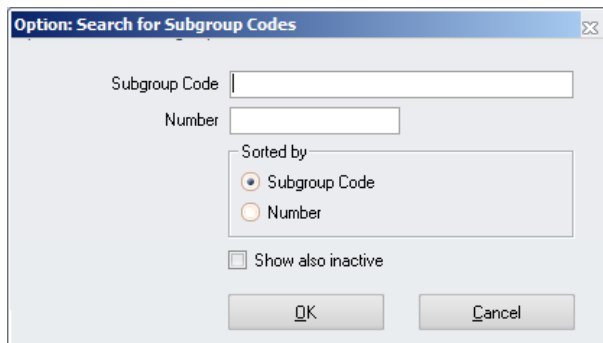 Option: Search for Subgroup Codes
Subgroup Code
Number
Sorted by
Subgroup Code
Number
Show also inactive
OK
Cancel